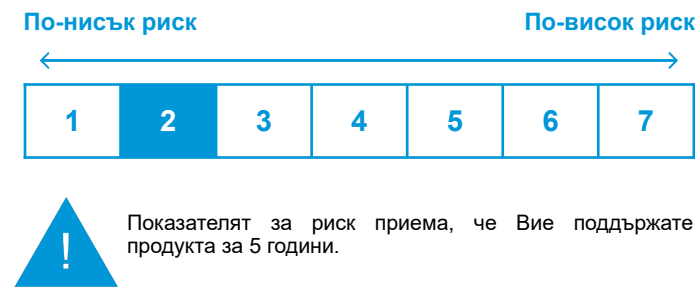 По-нисък риск По-висок риск
1 2 3 4 5 6 7
! Показателят за риск приема, че Вие поддържате
продукта за 5 години.